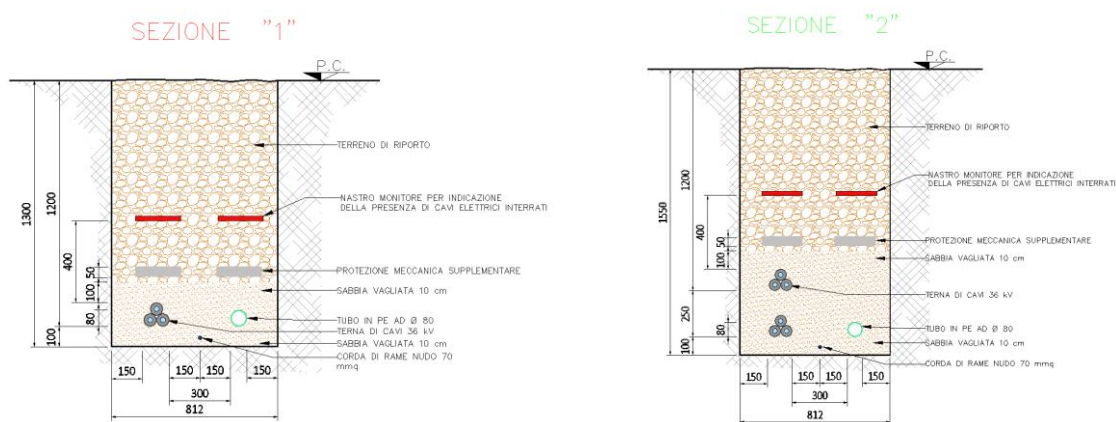 SEZIONE "1"
P.C.
TERRENO DI RIPORTO
NASTRO MONITORE PER INDICAZIONE
DELLA PRESENZA DI CAVI ELETTRICI INTERRATI
PROTEZIONE MECCANICA SUPPLEMENTARE
SABBIA VAGLIATA 10 cm
TUBO IN PE AD Ø 80
TERNA DI CAVI 36 kV
SABBIA VAGLIATA 10 cm
CORDA DI RAME NUDO 70
mmq
1300
1200
400
50
100
80
100
150
150
150
150
300
812
SEZIONE "2"
P.C.
TERRENO DI RIPORTO
NASTRO MONITORE PER INDICAZIONE
DELLA PRESENZA DI CAVI ELETTRICI INTERRATI
PROTEZIONE MECCANICA SUPPLEMENTARE
SABBIA VAGLIATA 10 cm
TERNA DI CAVI 36 kV
TUBO IN PE AD Ø 80
SABBIA VAGLIATA 10 cm
CORDA DI RAME NUDO 70 mmq
1550
1200
400
50
100
250
80
100
150
150
150
150
300
812